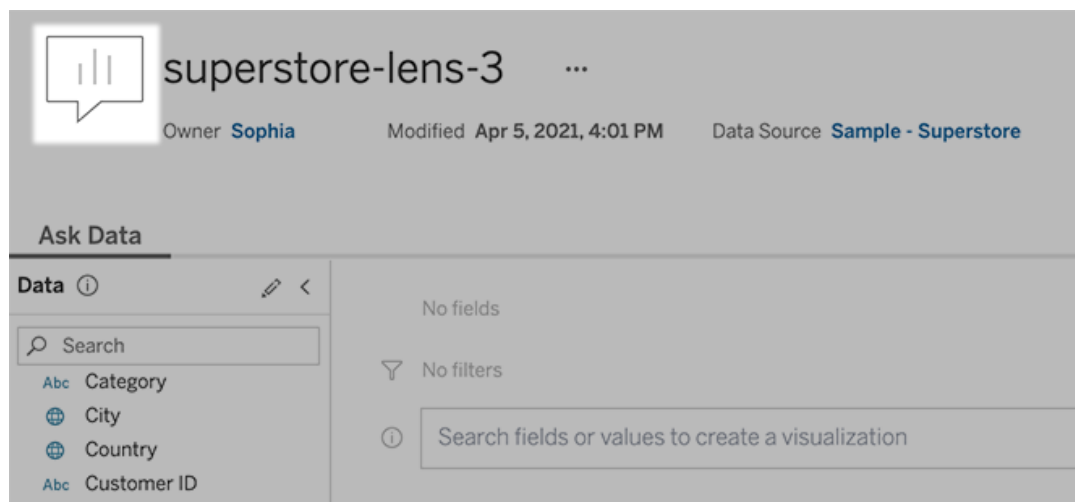 superstore-lens-3 ...
Owner Sophia Modified Apr 5, 2021, 4:01 PM Data Source Sample - Superstore
Ask Data
Data
Search
Abc Category
City
Country
Abc Customer ID
No fields
No filters
Search fields or values to create a visualization